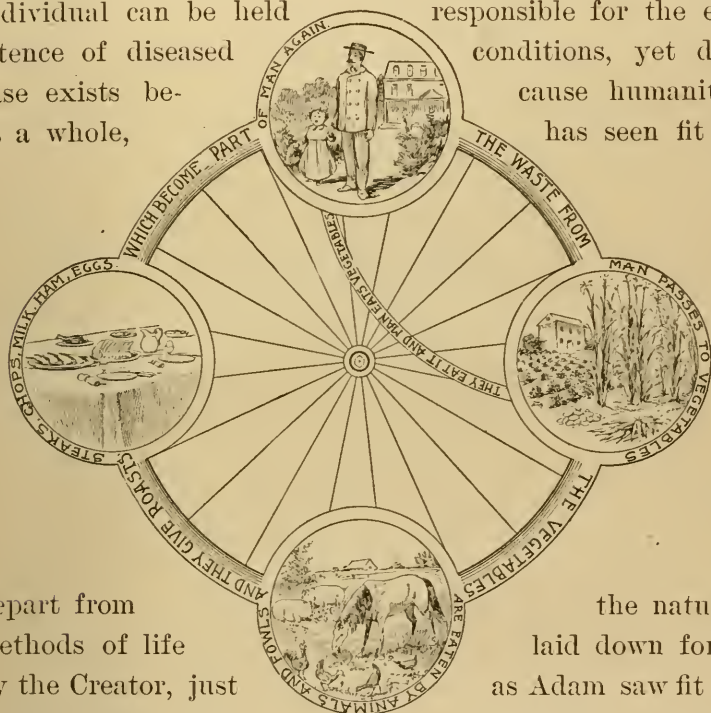 dividual can be held responsible for the e
tence of diseased conditions, yet d
se exists be- cause humanit
a whole, has seen fit
THE WASTE FROM
MAN PASSES TO VEGETABLES
THE VEGETABLES
ARE EATEN BY ANIMALS AND FOWLS
AND THEY GIVE ROASTS
STEAKS, CHOPS, MILK, HAM, EGGS.
WHICH BECOME PART
OF MAN AGAIN.
THEY EAT IT AND MAN EATS VEGETABLES
epart from the natu
ethods of life laid down for
y the Creator, just as Adam saw fit